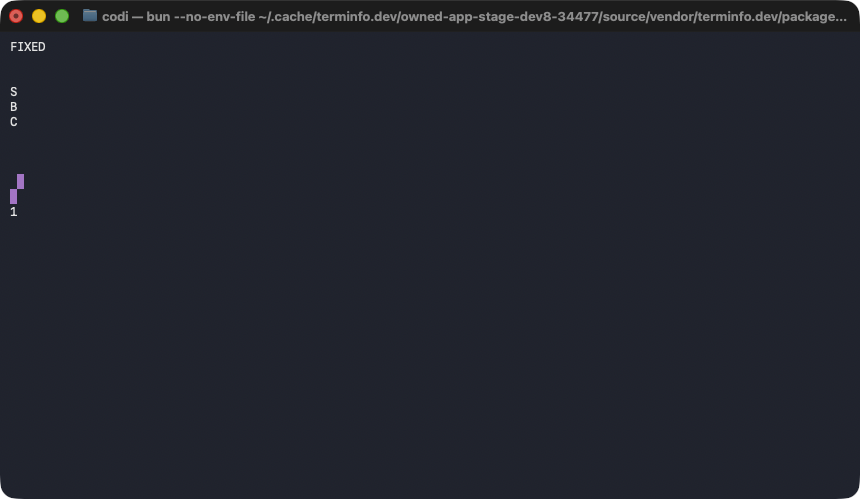 codi — bun --no-env-file ~/.cache/terminfo.dev/owned-app-stage-dev8-34477/source/vendor/terminfo.dev/package...
FIXED
S
B
C
1